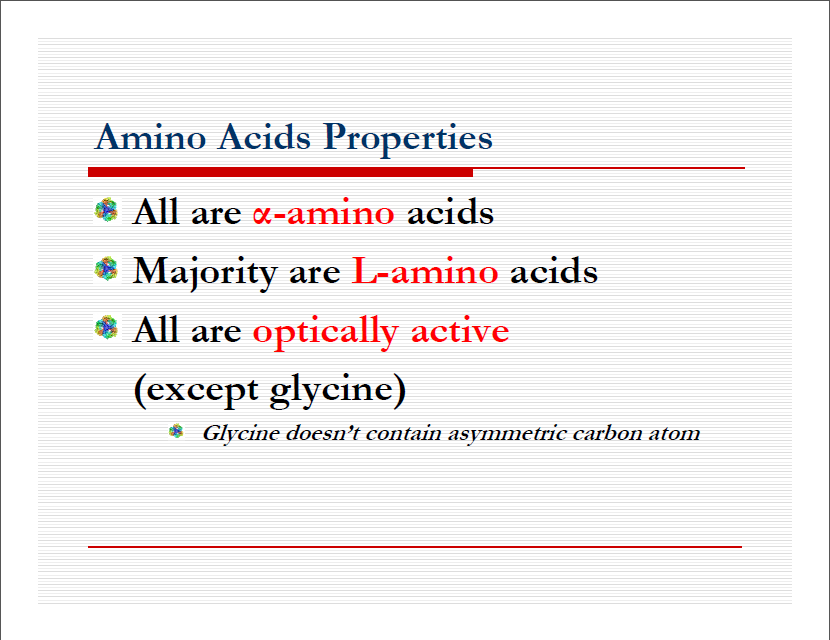 Amino Acids Properties
All are α-amino acids
Majority are L-amino acids
All are optically active
(except glycine)
Glycine doesn’t contain asymmetric carbon atom